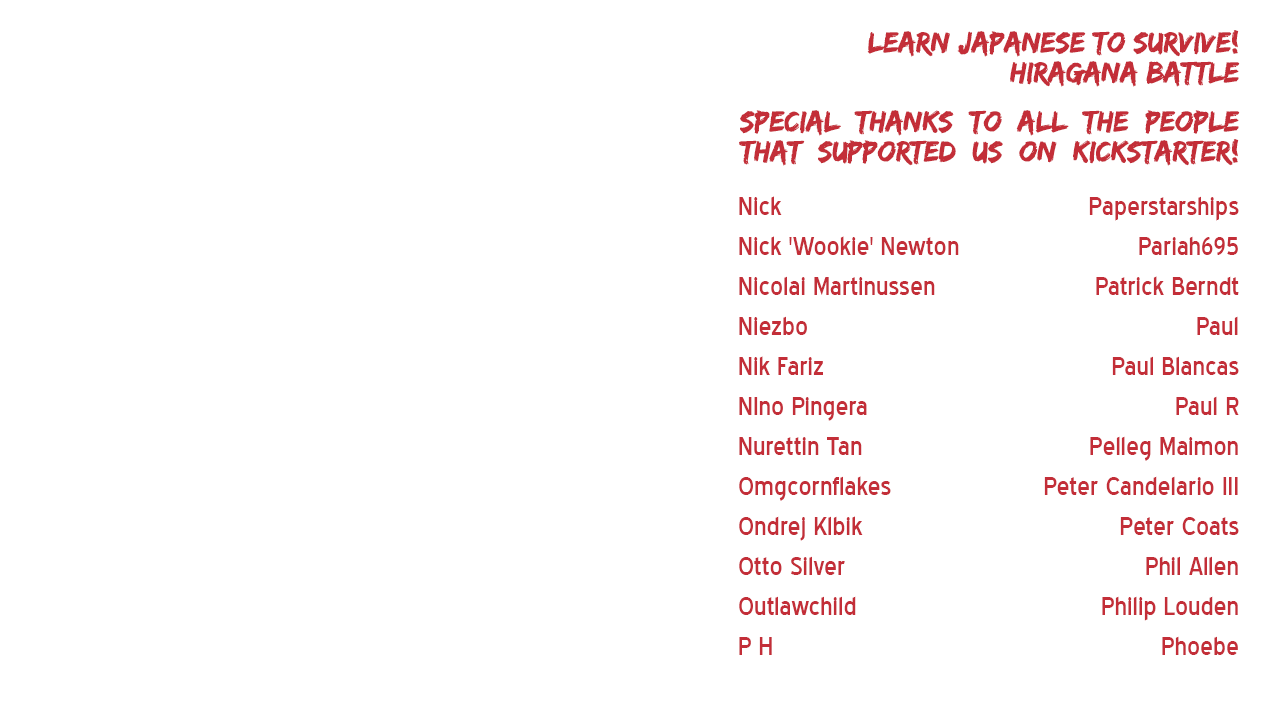 LEARN JAPANESE TO SURVIVE!
HIRAGANA BATTLE
SPECIAL THANKS TO ALL THE PEOPLE
THAT SUPPORTED US ON KICKSTARTER!
Nick
Nick 'Wookie' Newton
Nicolai Martinussen
Niezbo
Nik Fariz
NIno Pingera
Nurettin Tan
Omgcornflakes
Ondrej Klbik
Otto Silver
Outlawchild
P H
Paperstarships
Pariah695
Patrick Berndt
Paul
Paul Blancas
Paul R
Pelleg Maimon
Peter Candelario III
Peter Coats
Phil Allen
Philip Louden
Phoebe